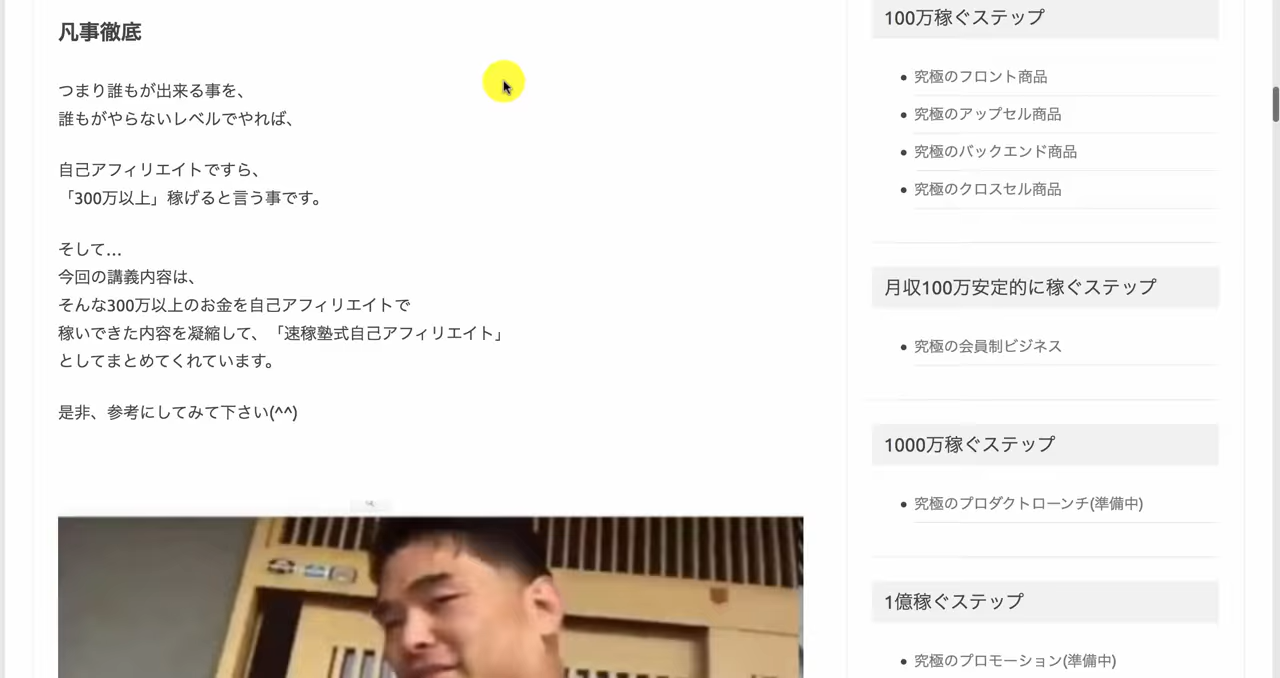 凡事徹底
つまり誰もが出来る事を、
誰もがやらないレベルでやれば、
自己アフィリエイトですら、
「300万以上」稼げると言う事です。
そして…
今回の講義内容は、
そんな300万以上のお金を自己アフィリエイトで
稼いできた内容を凝縮して、「速稼塾式自己アフィリエイト」
としてまとめてくれています。
是非、参考にしてみて下さい(^^)
100万稼ぐステップ
究極のフロント商品
究極のアップセル商品
究極のバックエンド商品
究極のクロスセル商品
月収100万安定的に稼ぐステップ
究極の会員制ビジネス
1000万稼ぐステップ
究極のプロダクトローンチ(準備中)
1億稼ぐステップ
究極のプロモーション(準備中)